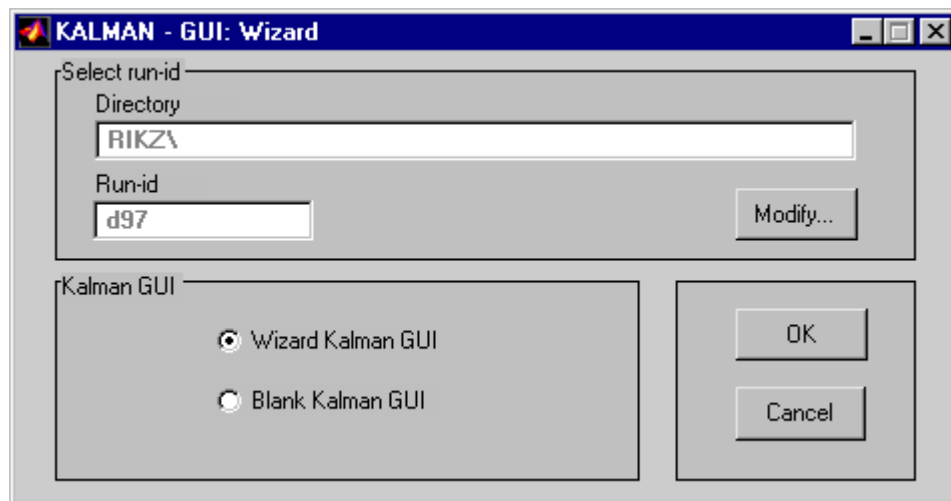 KALMAN - GUI: Wizard
Select run-id
Directory
RIKZ\
Run-id
d97
Modify...
Kalman GUI
Wizard Kalman GUI
Blank Kalman GUI
OK
Cancel